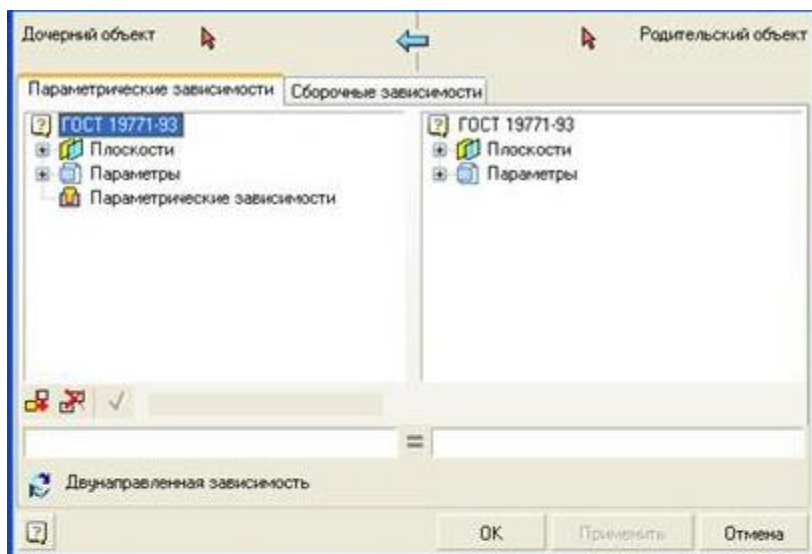 Дочерний объект
Родительский объект
Параметрические зависимости
Сборочные зависимости
ГОСТ 19771-93
Плоскости
Параметры
Параметрические зависимости
ГОСТ 19771-93
Плоскости
Параметры
=
Двунаправленная зависимость
OK
Применить
Отмена